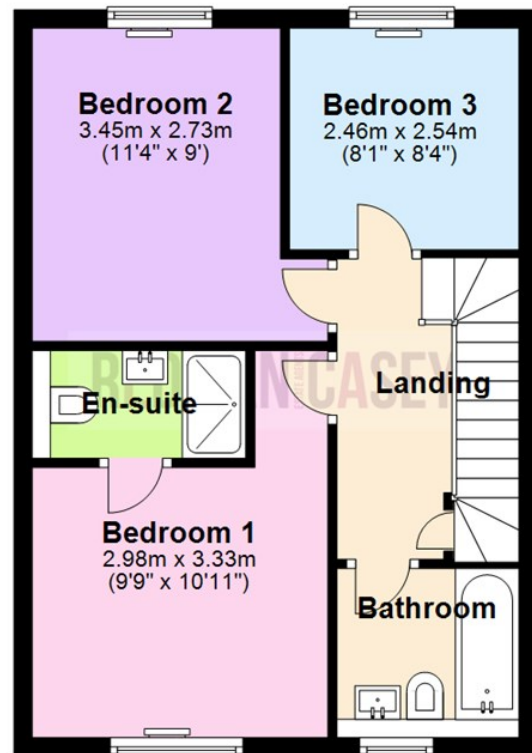 Bedroom 2
3.45m x 2.73m
(11'4" x 9')
Bedroom 3
2.46m x 2.54m
(8'1" x 8'4")
Landing
En-suite
Bedroom 1
2.98m x 3.33m
(9'9" x 10'11")
Bathroom